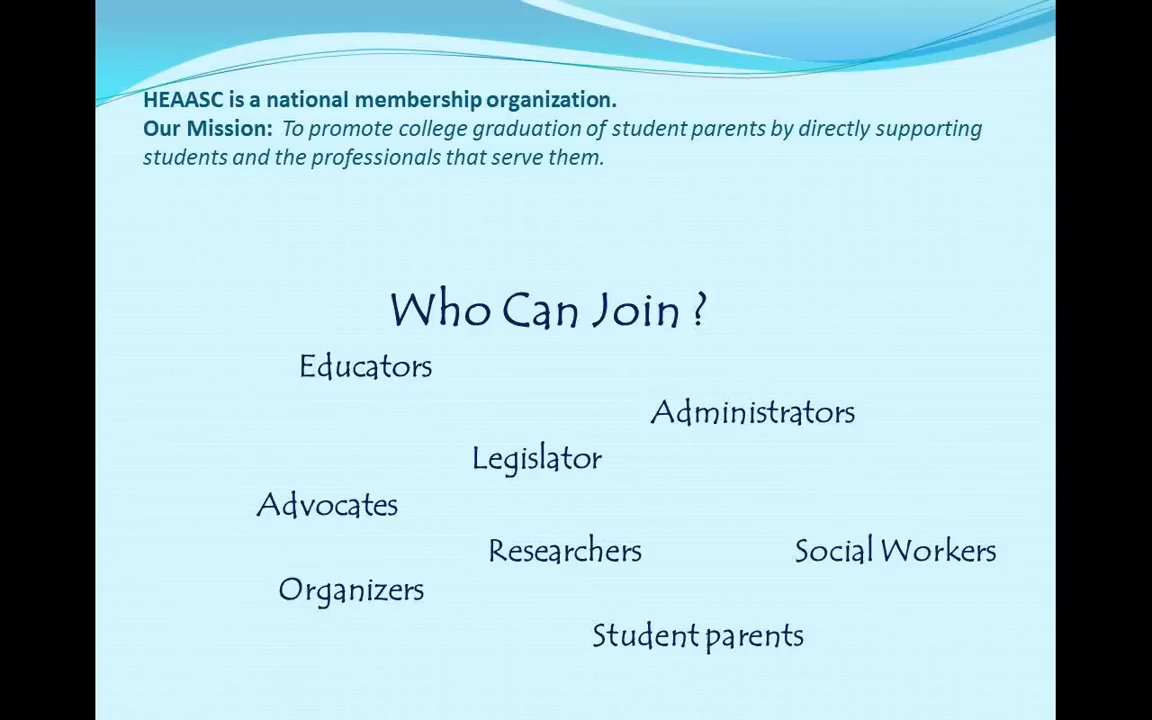 HEAASC is a national membership organization.
Our Mission: To promote college graduation of student parents by directly supporting
students and the professionals that serve them.
Who Can Join ?
Educators
Administrators
Legislator
Advocates
Researchers Social Workers
Organizers
Student parents